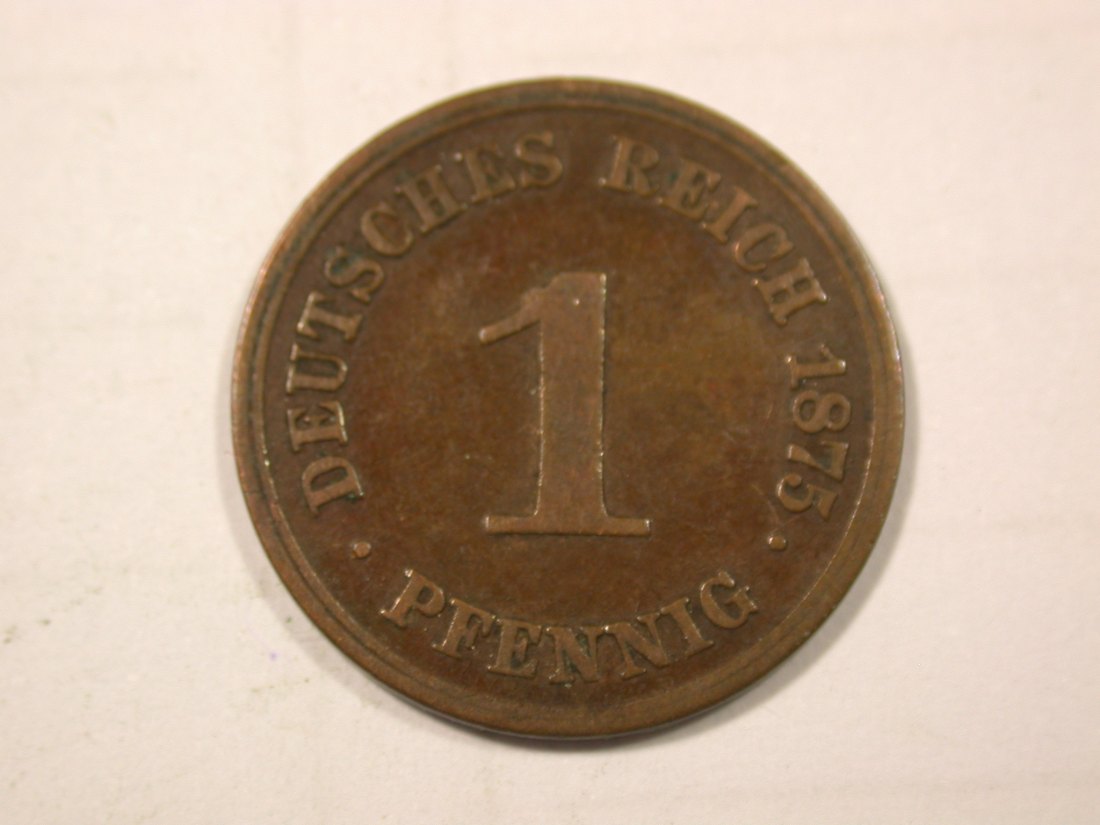 DEUTSCHES REICH 1875
1
PFENNIG